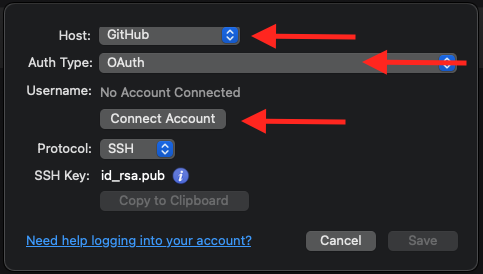 Host: GitHub
Auth Type: OAuth
Username: No Account Connected
Connect Account
Protocol: SSH
SSH Key: id_rsa.pub i
Copy to Clipboard
Need help logging into your account? Cancel Save